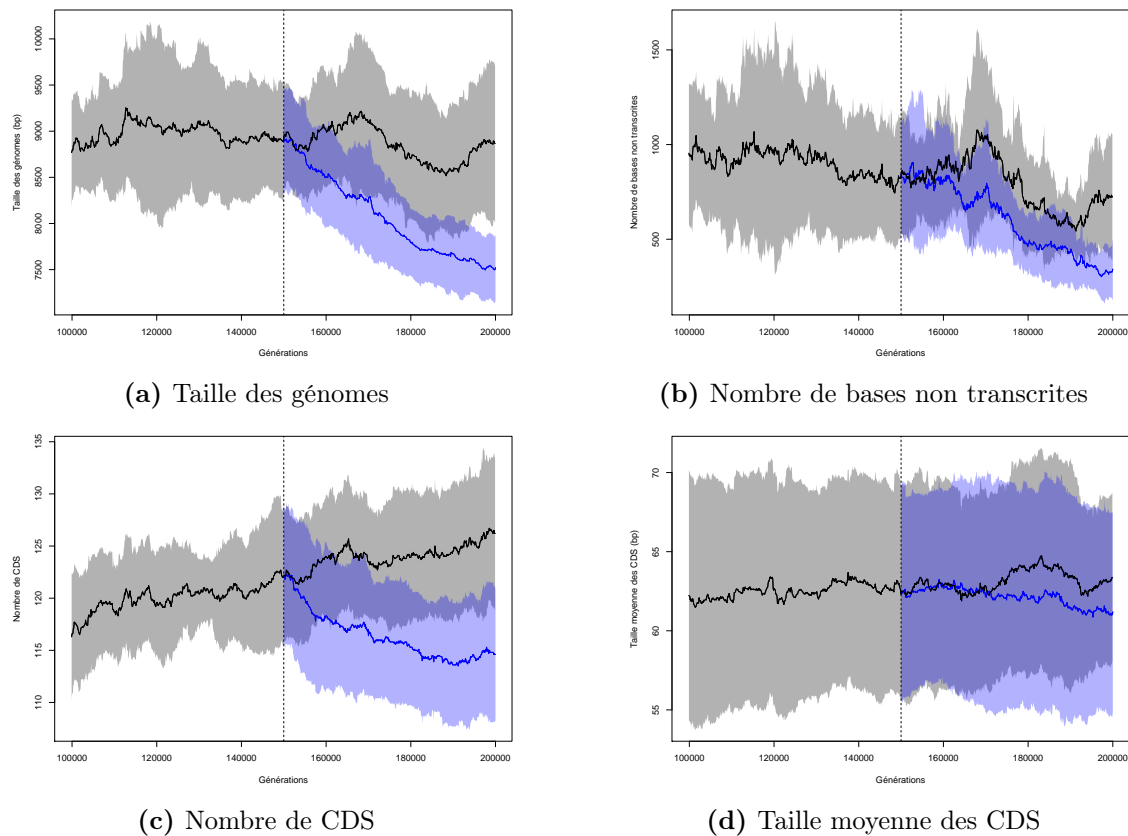 10000
9500
9000
8500
8000
7500
Taille des génomes (bp)
100000 120000 140000 160000 180000 200000
Générations
(a) Taille des génomes
1500
1000
500
Nombre de bases non transcrites
100000 120000 140000 160000 180000 200000
Générations
(b) Nombre de bases non transcrites
135
130
125
120
115
110
Nombre de CDS
100000 120000 140000 160000 180000 200000
Générations
(c) Nombre de CDS
70
65
60
55
Taille moyenne des CDS (bp)
100000 120000 140000 160000 180000 200000
Générations
(d) Taille moyenne des CDS